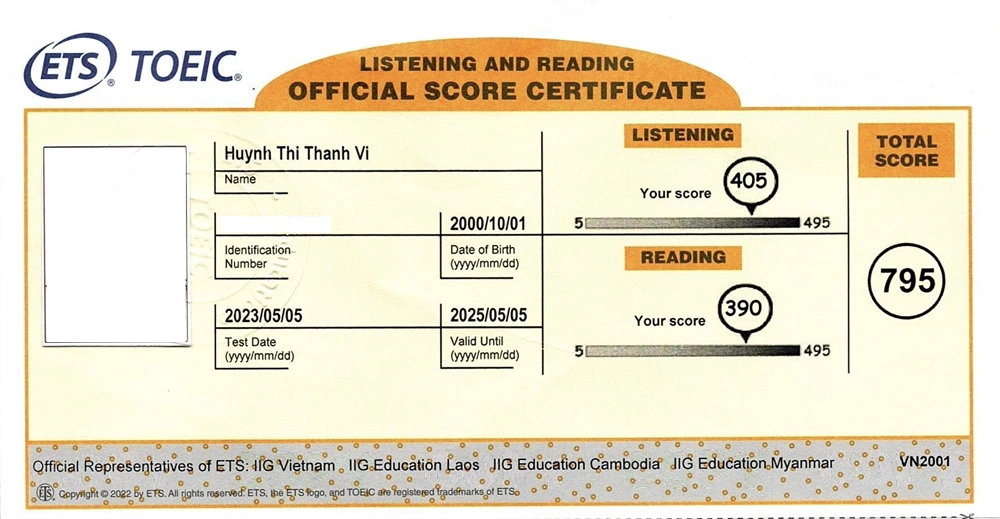 ETS® TOEIC®
LISTENING AND READING
OFFICIAL SCORE CERTIFICATE
Huynh Thi Thanh Vi
Name
2000/10/01
Identification
Number
Date of Birth
(yyyy/mm/dd)
2023/05/05
2025/05/05
Test Date
(yyyy/mm/dd)
Valid Until
(yyyy/mm/dd)
LISTENING
Your score 405
5 495
READING
Your score 390
5 495
TOTAL
SCORE
795
Official Representatives of ETS: IIG Vietnam IIG Education Laos IIG Education Cambodia IIG Education Myanmar VN2001
ETS Copyright © 2022 by ETS. All rights reserved. ETS, the ETS logo, and TOEIC are registered trademarks of ETS.